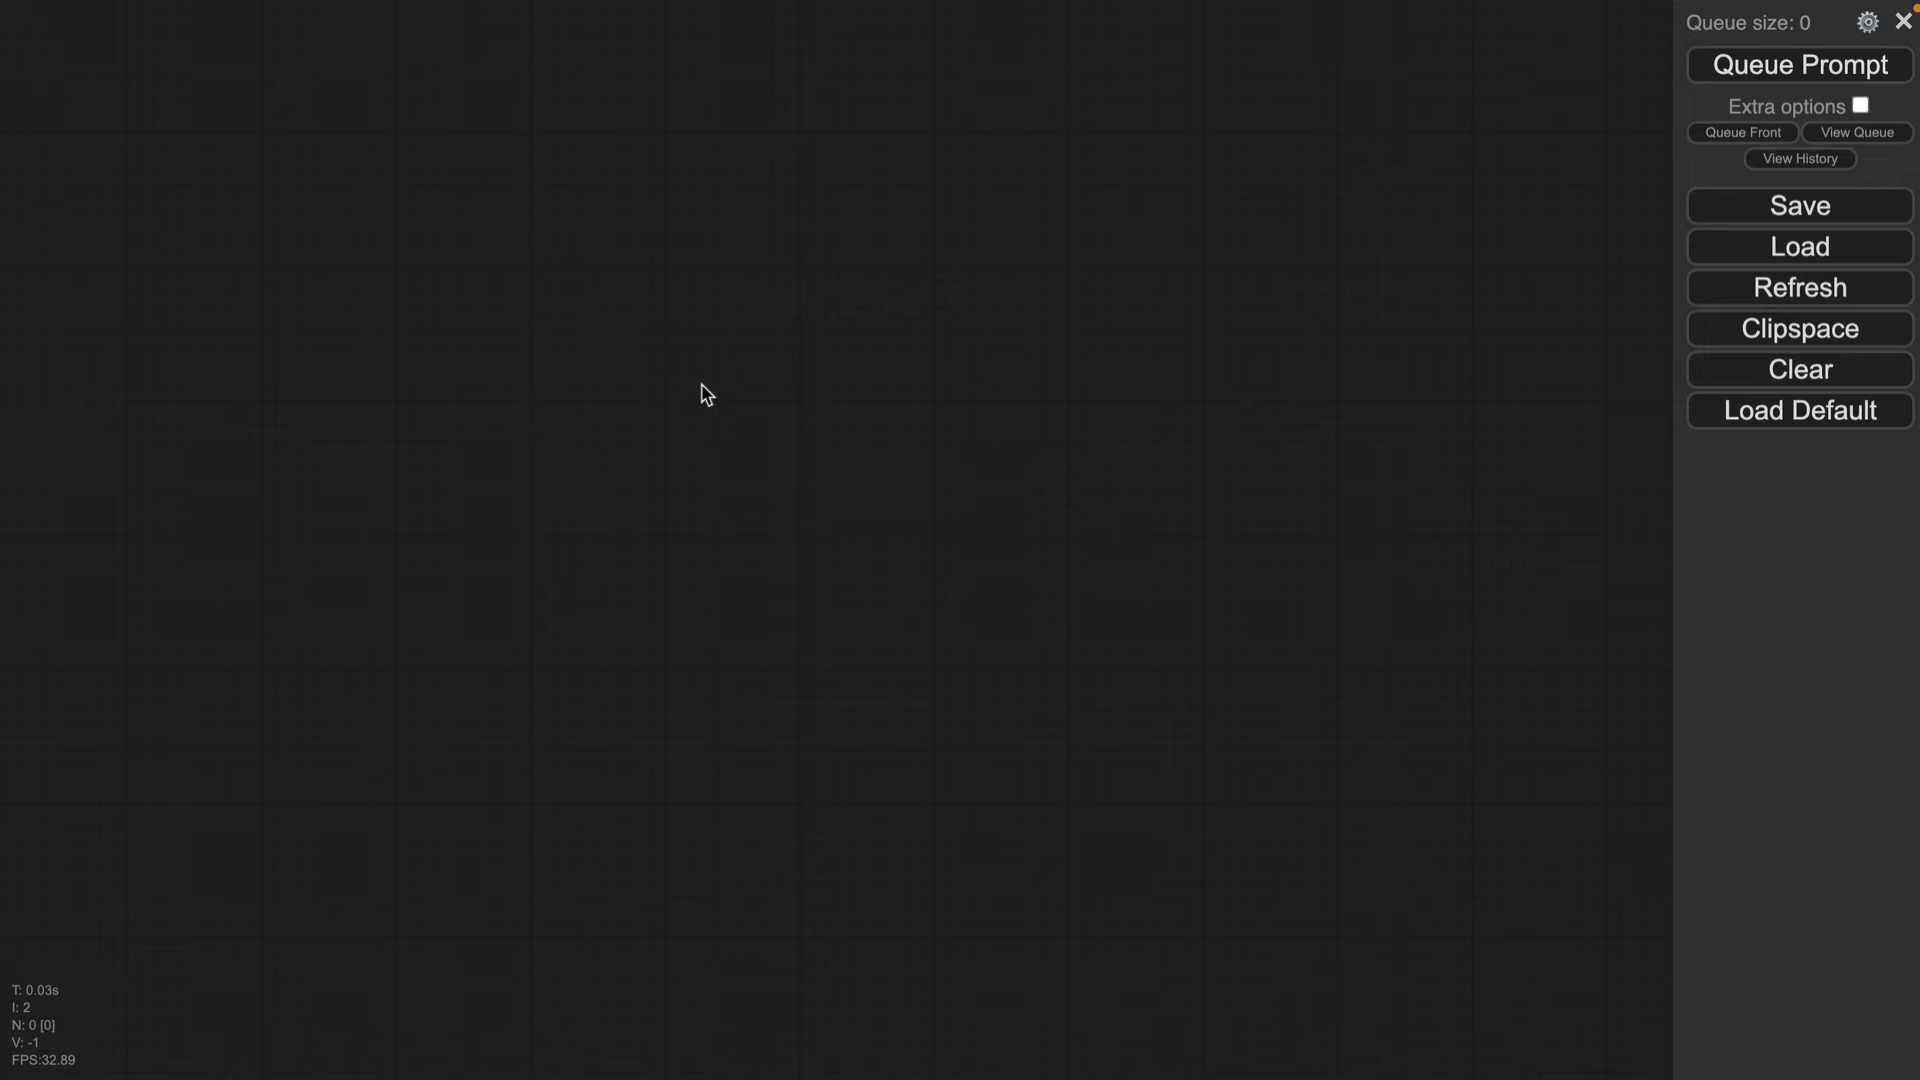 Queue size: 0
Queue Prompt
Extra options
Queue Front
View Queue
View History
Save
Load
Refresh
Clipspace
Clear
Load Default
T: 0.03s
I: 2
N: 0 [0]
V: -1
FPS:32.89